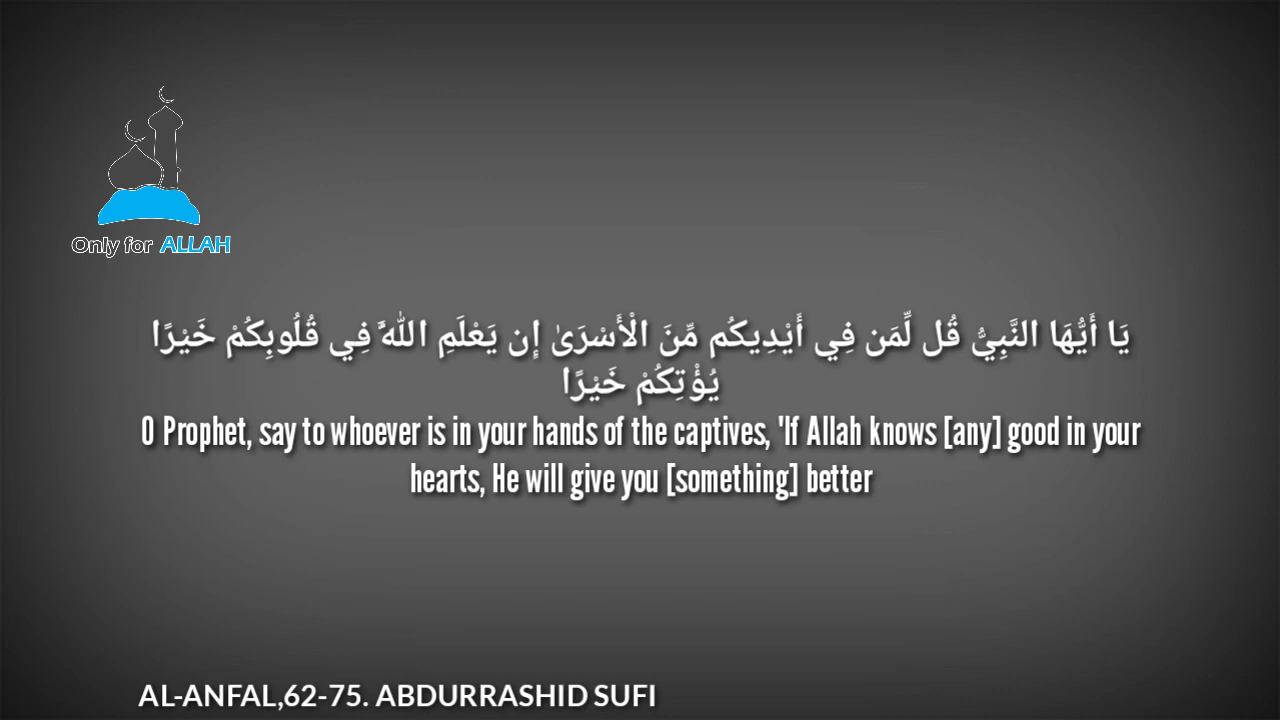 Only for ALLAH
يَا أَيُّهَا النَّبِيُّ قُل لِّمَن فِي أَيْدِيكُم مِّنَ الْأَسْرَىٰ إِن يَعْلَمِ اللَّهُ فِي قُلُوبِكُمْ خَيْرًا
يُؤْتِكُمْ خَيْرًا
O Prophet, say to whoever is in your hands of the captives, 'If Allah knows [any] good in your
hearts, He will give you [something] better
AL-ANFAL,62-75. ABDURRASHID SUFI